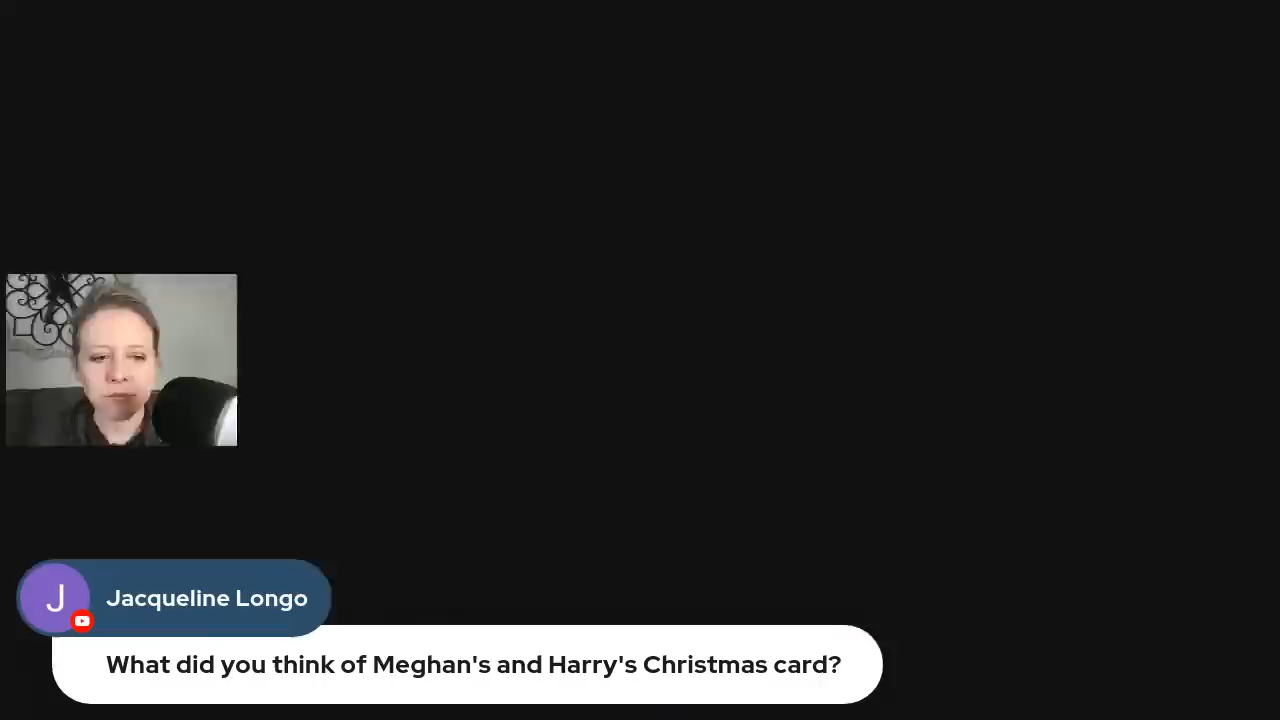 J
Jacqueline Longo
What did you think of Meghan's and Harry's Christmas card?